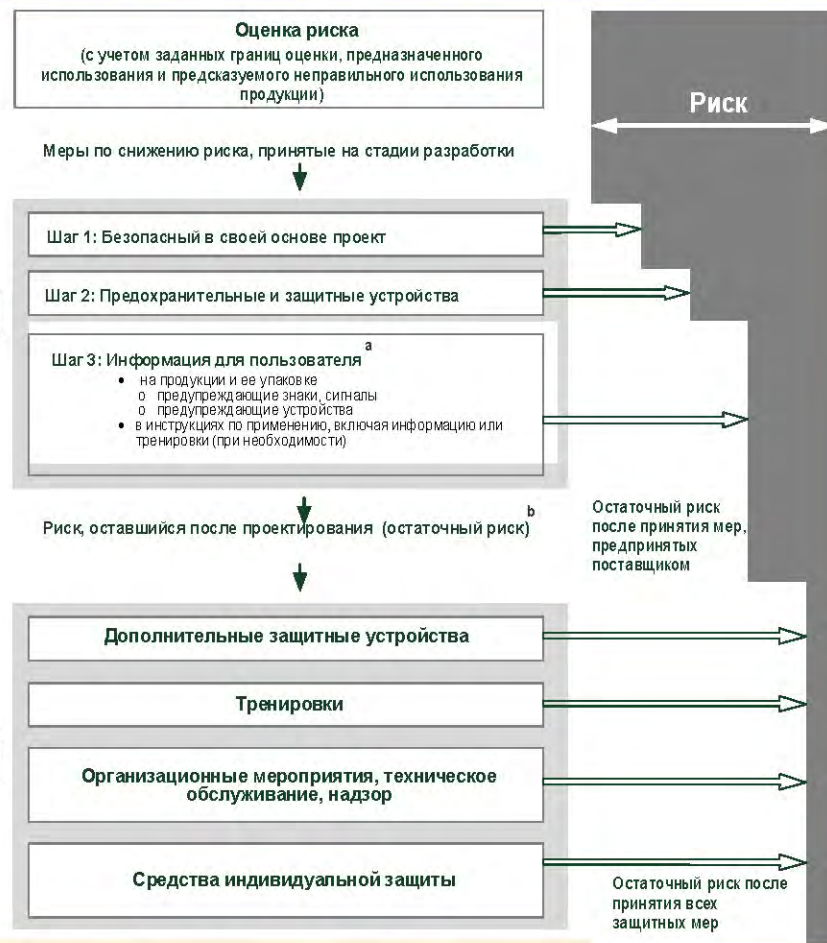 Оценка риска
(с учетом заданных границ оценки, предназначенного
использования и предсказуемого неправильного использования
продукции)
Риск
Меры по снижению риска, принятые на стадии разработки
Шаг 1: Безопасный в своей основе проект
Шаг 2: Предохранительные и защитные устройства
Шаг 3: Информация для пользователя a
• на продукции и ее упаковке
o предупреждающие знаки, сигналы
o предупреждающие устройства
• в инструкциях по применению, включая информацию или
тренировки (при необходимости)
Риск, оставшийся после проектирования (остаточный риск) b
Остаточный риск
после принятия мер,
предпринятых
поставщиком
Дополнительные защитные устройства
Тренировки
Организационные мероприятия, техническое
обслуживание, надзор
Средства индивидуальной защиты
Остаточный риск после
принятия всех
защитных мер